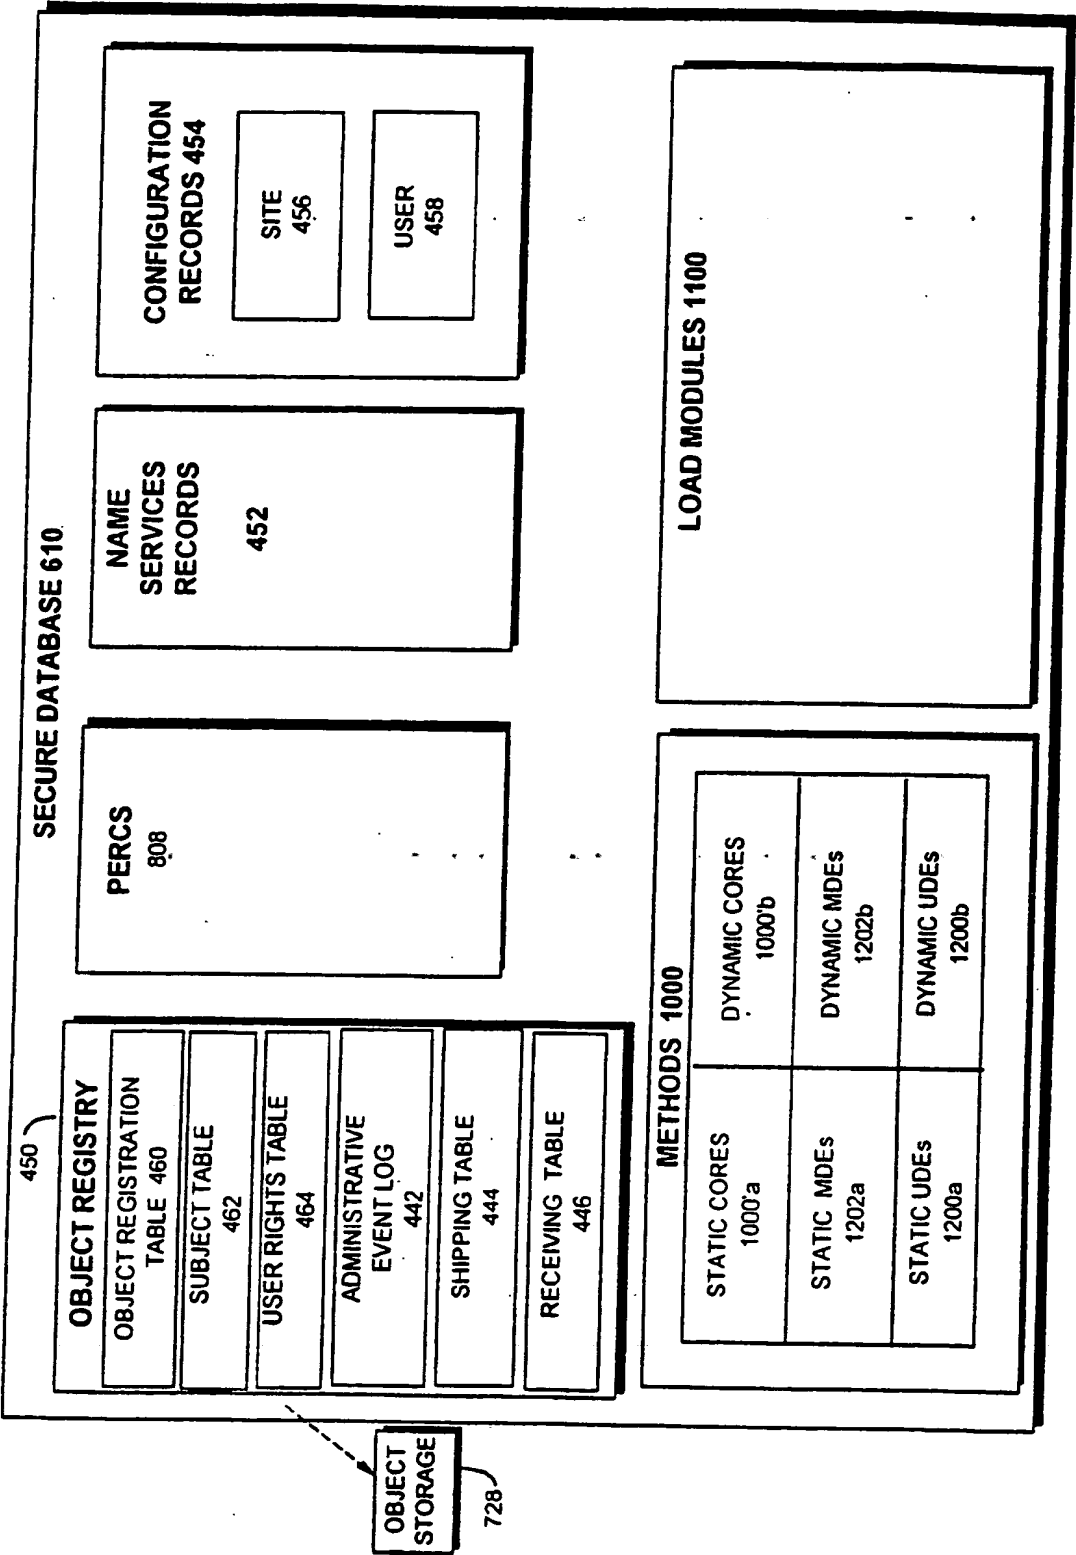 SECURE DATABASE 610
450
OBJECT REGISTRY
OBJECT REGISTRATION
TABLE 460
SUBJECT TABLE
462
USER RIGHTS TABLE
464
ADMINISTRATIVE
EVENT LOG
442
SHIPPING TABLE
444
RECEIVING TABLE
446
PERCS
808
NAME
SERVICES
RECORDS
452
CONFIGURATION
RECORDS 454
SITE
456
USER
458
METHODS 1000
STATIC CORES
1000'a
DYNAMIC CORES
1000'b
STATIC MDEs
1202a
DYNAMIC MDEs
1202b
STATIC UDEs
1200a
DYNAMIC UDEs
1200b
LOAD MODULES 1100
OBJECT
STORAGE
728